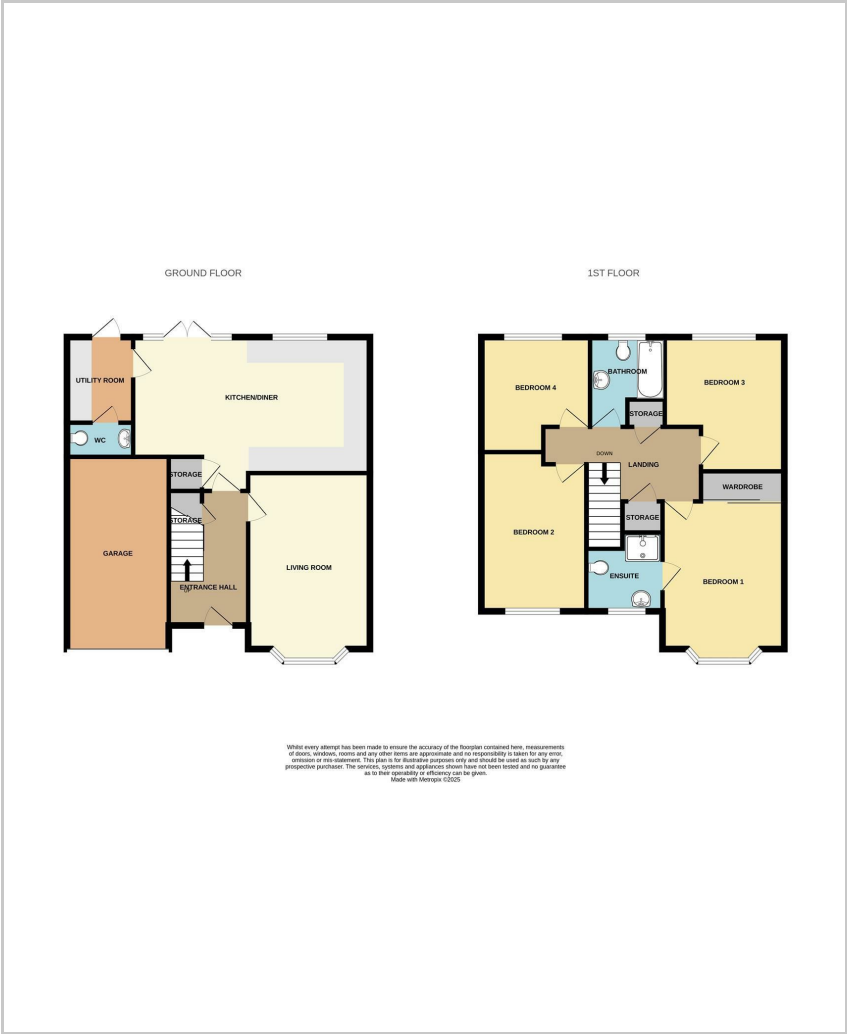 GROUND FLOOR
UTILITY ROOM
KITCHEN/DINER
WC
STORAGE
STORAGE
GARAGE
LIVING ROOM
ENTRANCE HALL
UP
1ST FLOOR
BEDROOM 4
BATHROOM
BEDROOM 3
STORAGE
DOWN
LANDING
WARDROBE
STORAGE
BEDROOM 2
ENSUITE
BEDROOM 1
Whilst every attempt has been made to ensure the accuracy of the floorplan contained here, measurements
of doors, windows, rooms and any other items are approximate and no responsibility is taken for any error,
omission or mis-statement. This plan is for illustrative purposes only and should be used as such by any
prospective purchaser. The services, systems and appliances shown have not been tested and no guarantee
as to their operability or efficiency can be given.
Made with Metropix ©2025